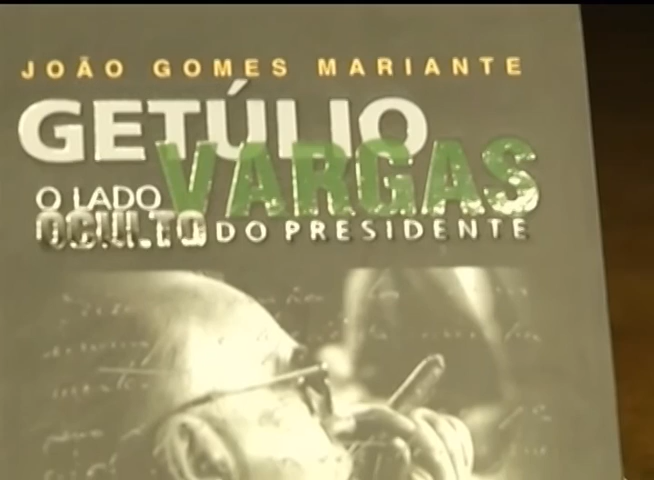 JOÃO GOMES MARIANTE
GETÚLIO
VARGAS
O LADO
OCULTO DO PRESIDENTE